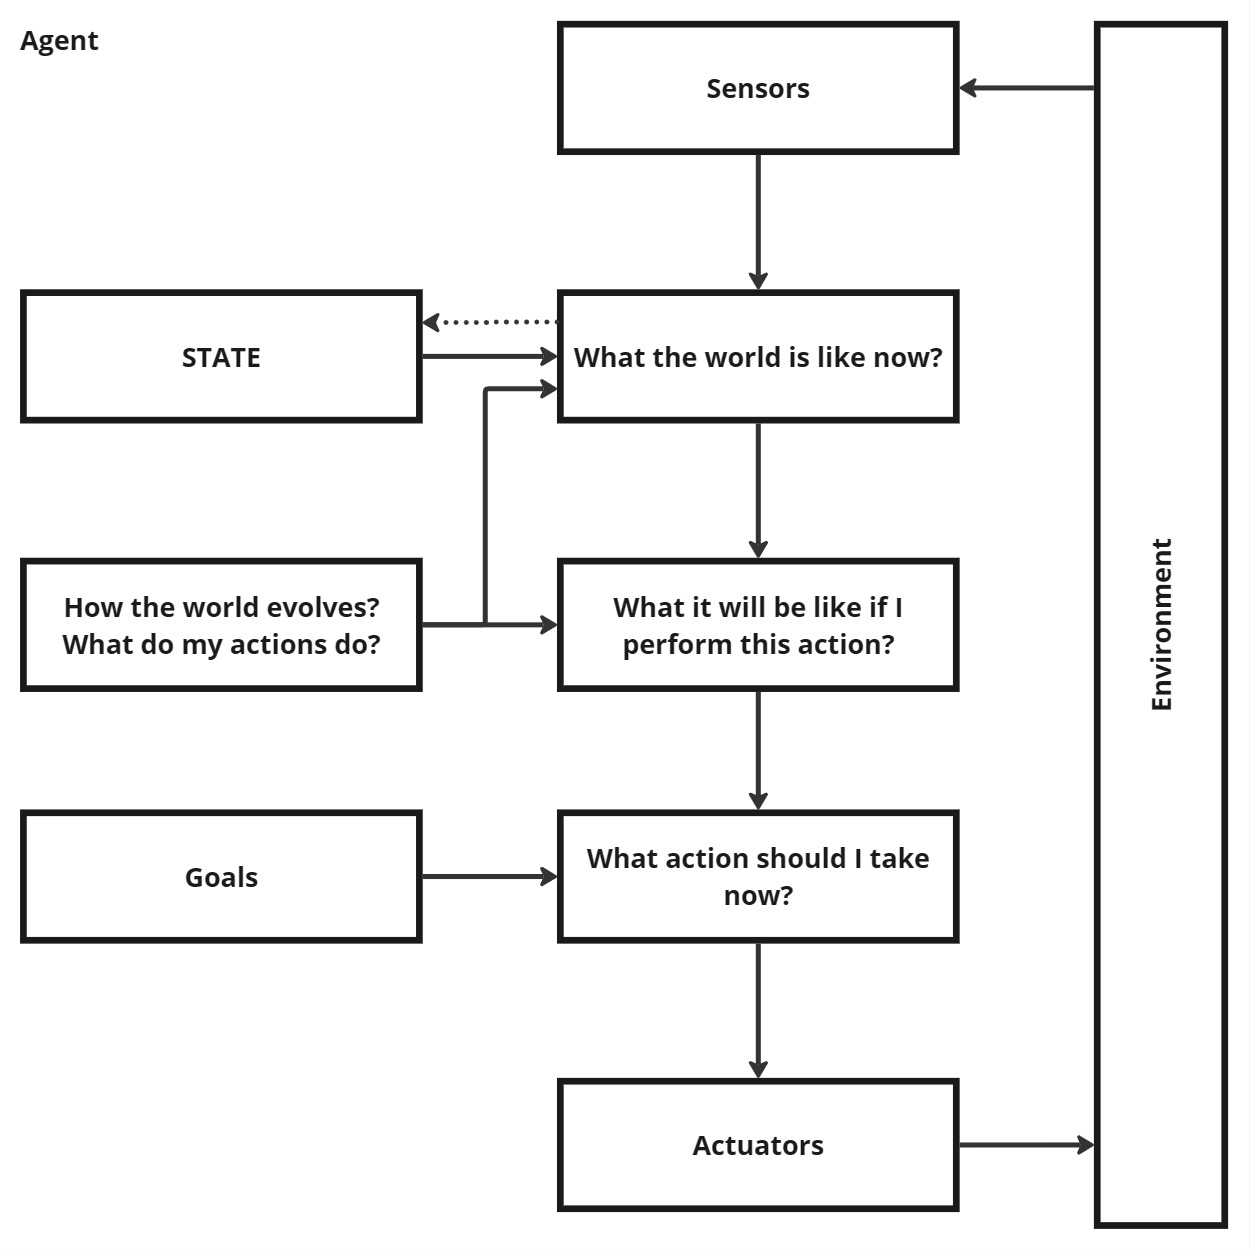 Agent
Sensors
STATE
What the world is like now?
How the world evolves?
What do my actions do?
What it will be like if I
perform this action?
Environment
Goals
What action should I take
now?
Actuators